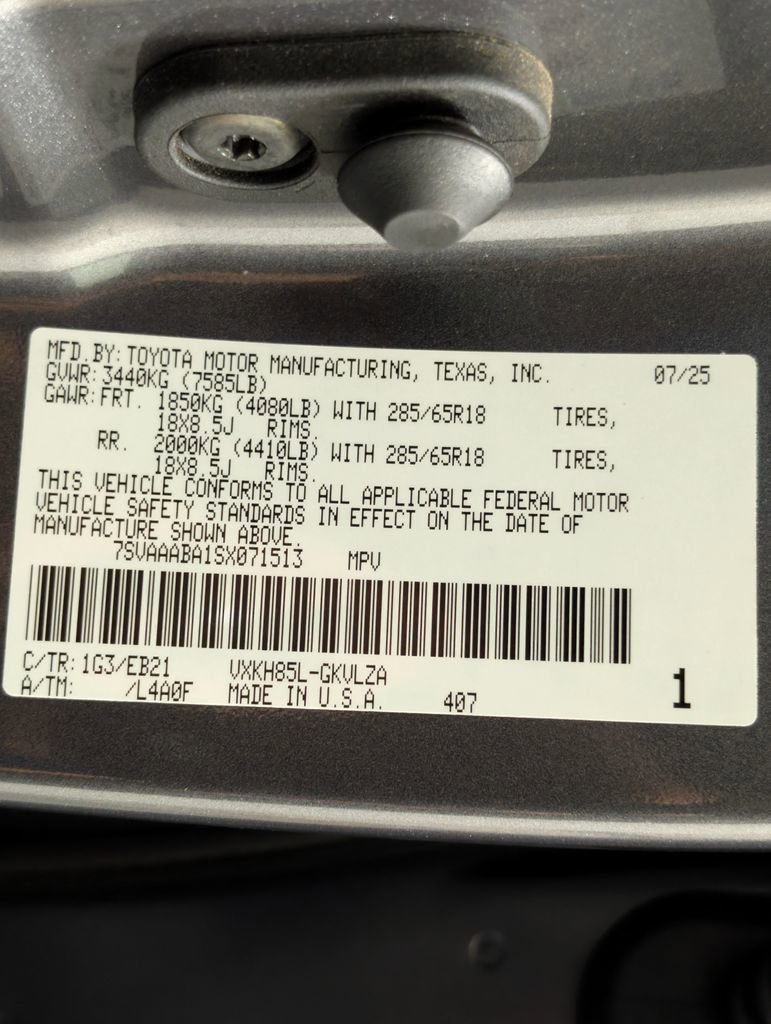 MFD. BY: TOYOTA MOTOR MANUFACTURING, TEXAS, INC. 07/25
GVWR: 3440KG (7585LB)
GAWR: FRT. 1850KG (4080LB) WITH 285/65R18 TIRES,
18X8.5J RIMS.
RR. 2000KG (4410LB) WITH 285/65R18 TIRES,
18X8.5J RIMS.
THIS VEHICLE CONFORMS TO ALL APPLICABLE FEDERAL MOTOR
VEHICLE SAFETY STANDARDS IN EFFECT ON THE DATE OF
MANUFACTURE SHOWN ABOVE.
7SVAAABA1SX071513 MPV
C/TR: 1G3/EB21 VXKH85L-GKVLZA
A/TM: /L4A0F MADE IN U.S.A. 407 1